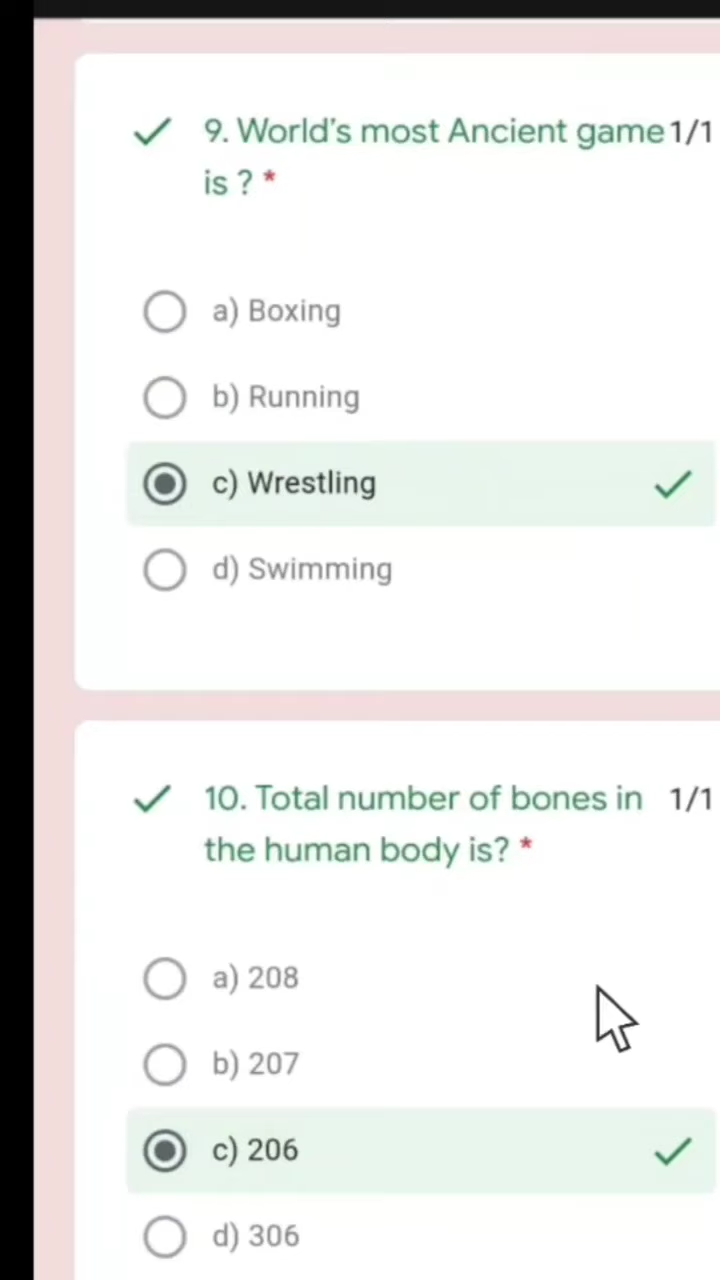 9. World's most Ancient game 1/1
is ? *
a) Boxing
b) Running
c) Wrestling
d) Swimming
10. Total number of bones in 1/1
the human body is? *
a) 208
b) 207
c) 206
d) 306